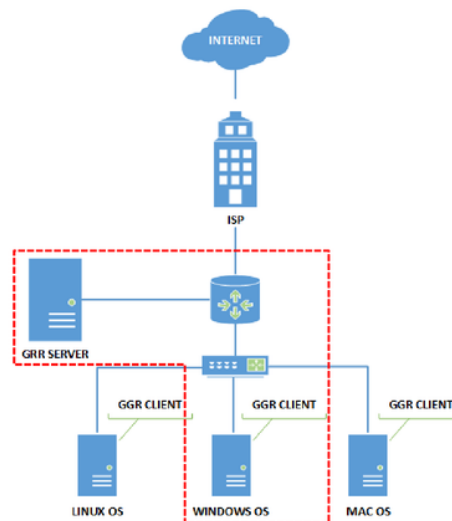 INTERNET
ISP
GRR SERVER
GGR CLIENT
GGR CLIENT
GGR CLIENT
LINUX OS
WINDOWS OS
MAC OS